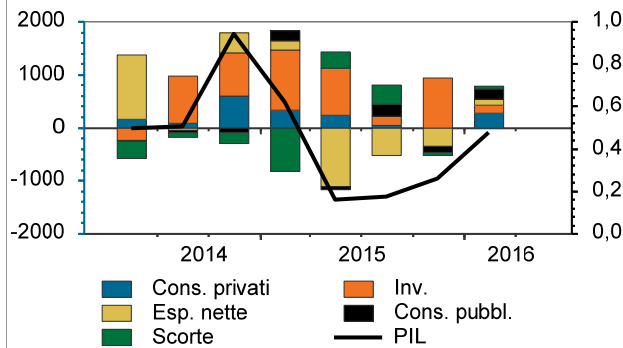 2000 1,0
1000 0,8
0 0,6
-1000 0,4
-2000 0,2
0,0
2014 2015 2016
Cons. privati Inv.
Esp. nette Cons. pubbl.
Scorte PIL